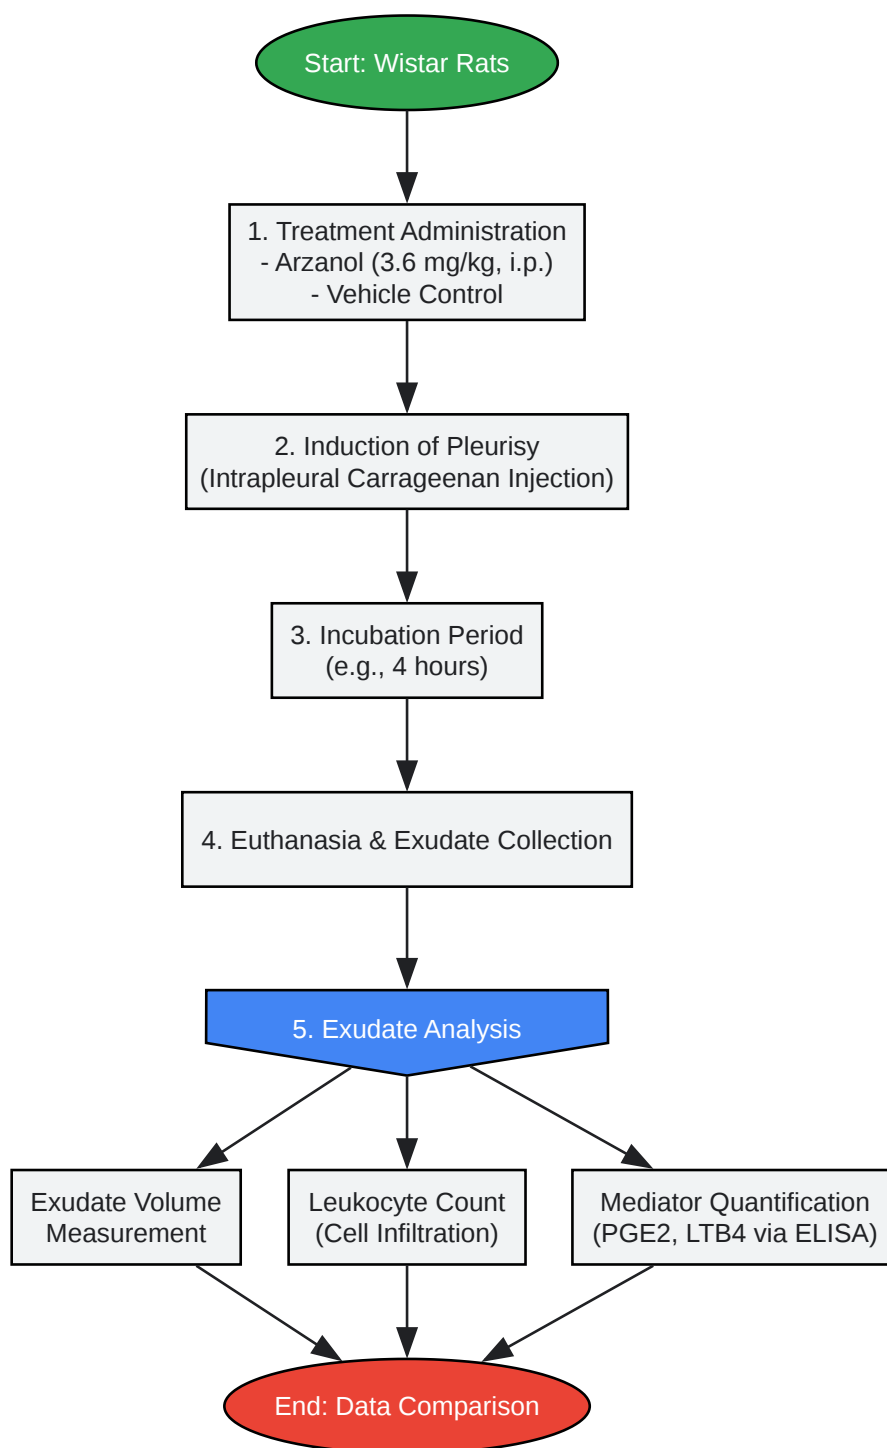 Start: Wistar Rats
1. Treatment Administration
- Arzanol (3.6 mg/kg, i.p.)
- Vehicle Control
2. Induction of Pleurisy
(Intrapleural Carrageenan Injection)
3. Incubation Period
(e.g., 4 hours)
4. Euthanasia & Exudate Collection
5. Exudate Analysis
Exudate Volume
Measurement
Leukocyte Count
(Cell Infiltration)
Mediator Quantification
(PGE2, LTB4 via ELISA)
End: Data Comparison